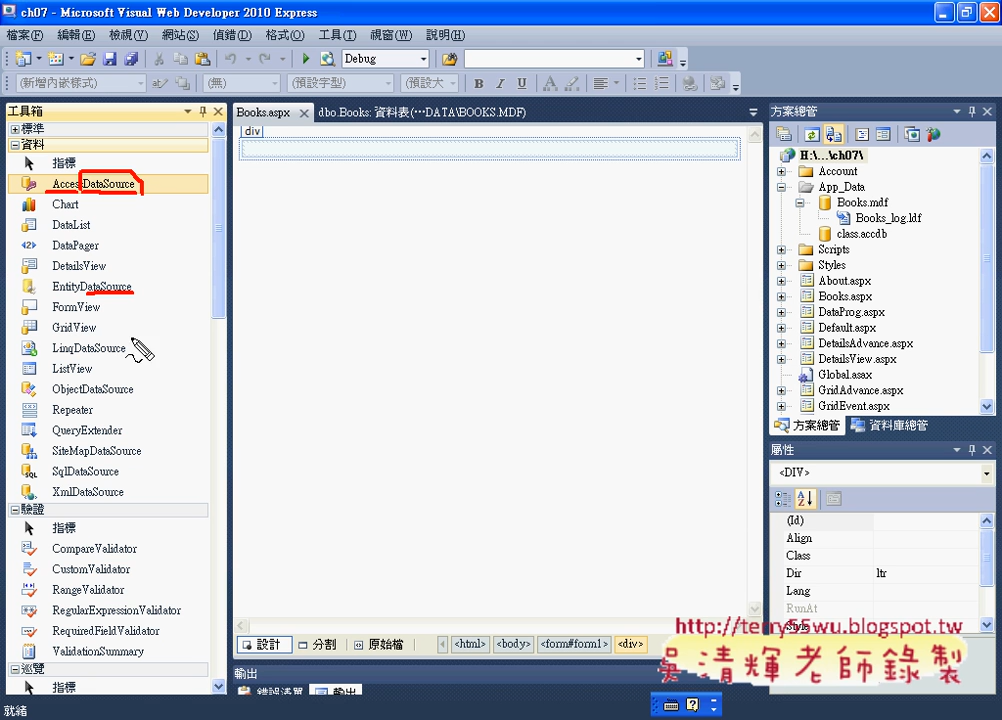 ch07 - Microsoft Visual Web Developer 2010 Express
檔案(F) 編輯(E) 檢視(V) 網站(S) 偵錯(D) 格式(O) 工具(T) 視窗(W) 說明(H)
Debug
(新增內嵌樣式) (無) (預設字型) (預設大 B I U A
工具箱
標準
資料
指標
AccessDataSource
Chart
DataList
DataPager
DetailsView
EntityDataSource
FormView
GridView
LinqDataSource
ListView
ObjectDataSource
Repeater
QueryExtender
SiteMapDataSource
SqlDataSource
XmlDataSource
驗證
指標
CompareValidator
CustomValidator
RangeValidator
RegularExpressionValidator
RequiredFieldValidator
ValidationSummary
巡覽
指標
Books.aspx dbo.Books: 資料表(...DATA\BOOKS.MDF)
div
設計 分割 原始檔 <html> <body> <form#form1> <div>
輸出
錯誤清單 輸出
方案總管
H:\...\ch07\
Account
App_Data
Books.mdf
Books_log.ldf
class.accdb
Scripts
Styles
About.aspx
Books.aspx
DataProg.aspx
Default.aspx
DetailsAdvance.aspx
DetailsView.aspx
Global.asax
GridAdvance.aspx
GridEvent.aspx
方案總管 資料庫總管
屬性
<DIV>
(Id)
Align
Class
Dir ltr
Lang
RunAt
Style
http://terry55wu.blogspot.tw
吳清輝老師錄製
就緒